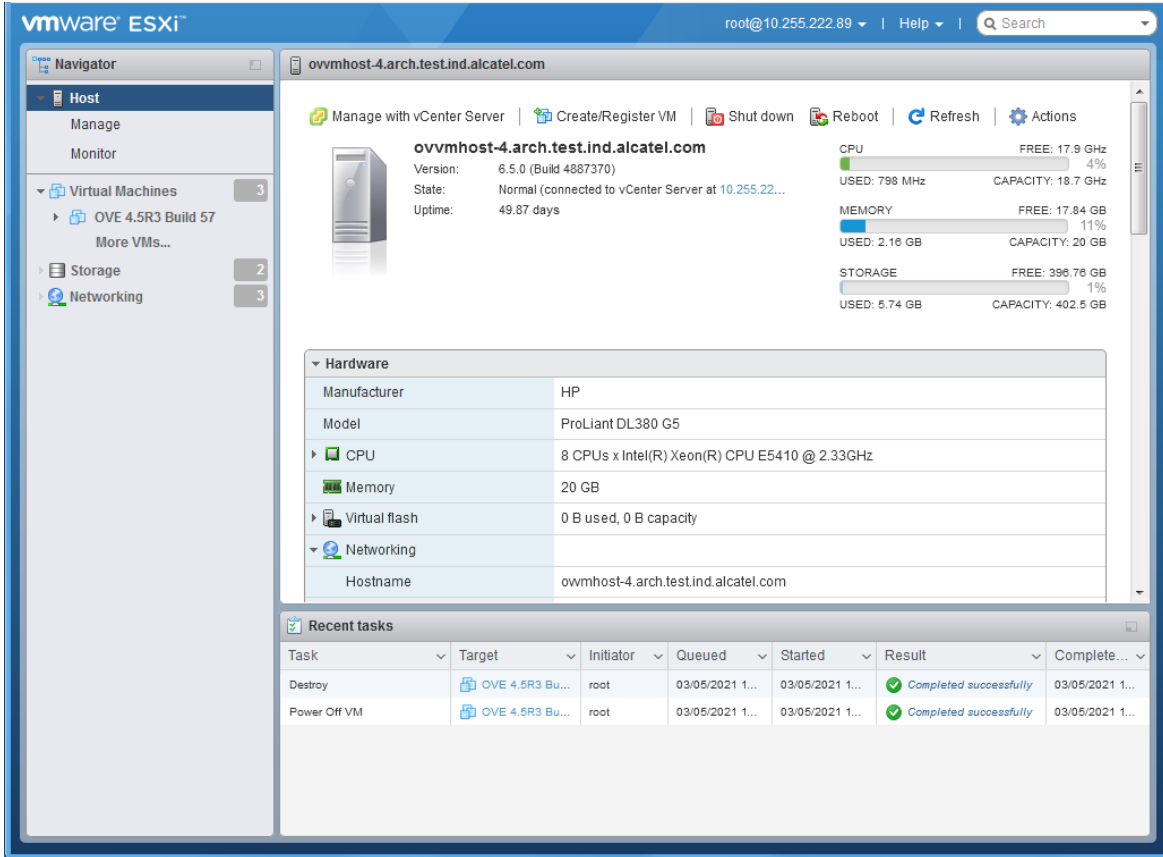 vmware ESXi™
root@10.255.222.89 | Help | Search
Navigator
Host
Manage
Monitor
Virtual Machines 3
OVE 4.5R3 Build 57
More VMs...
Storage 2
Networking 3
ovvmhost-4.arch.test.ind.alcatel.com
Manage with vCenter Server | Create/Register VM | Shut down Reboot | Refresh | Actions
ovvmhost-4.arch.test.ind.alcatel.com
Version: 6.5.0 (Build 4887370)
State: Normal (connected to vCenter Server at 10.255.22...
Uptime: 49.87 days
CPU FREE: 17.9 GHz
4%
USED: 798 MHz CAPACITY: 18.7 GHz
MEMORY FREE: 17.84 GB
11%
USED: 2.16 GB CAPACITY: 20 GB
STORAGE FREE: 396.76 GB
1%
USED: 5.74 GB CAPACITY: 402.5 GB
Hardware
Manufacturer HP
Model ProLiant DL380 G5
CPU 8 CPUs x Intel(R) Xeon(R) CPU E5410 @ 2.33GHz
Memory 20 GB
Virtual flash 0 B used, 0 B capacity
Networking
Hostname ovvmhost-4.arch.test.ind.alcatel.com
Recent tasks
Task Target Initiator Queued Started Result Complete...
Destroy OVE 4.5R3 Bu... root 03/05/2021 1... 03/05/2021 1... Completed successfully 03/05/2021 1...
Power Off VM OVE 4.5R3 Bu... root 03/05/2021 1... 03/05/2021 1... Completed successfully 03/05/2021 1...